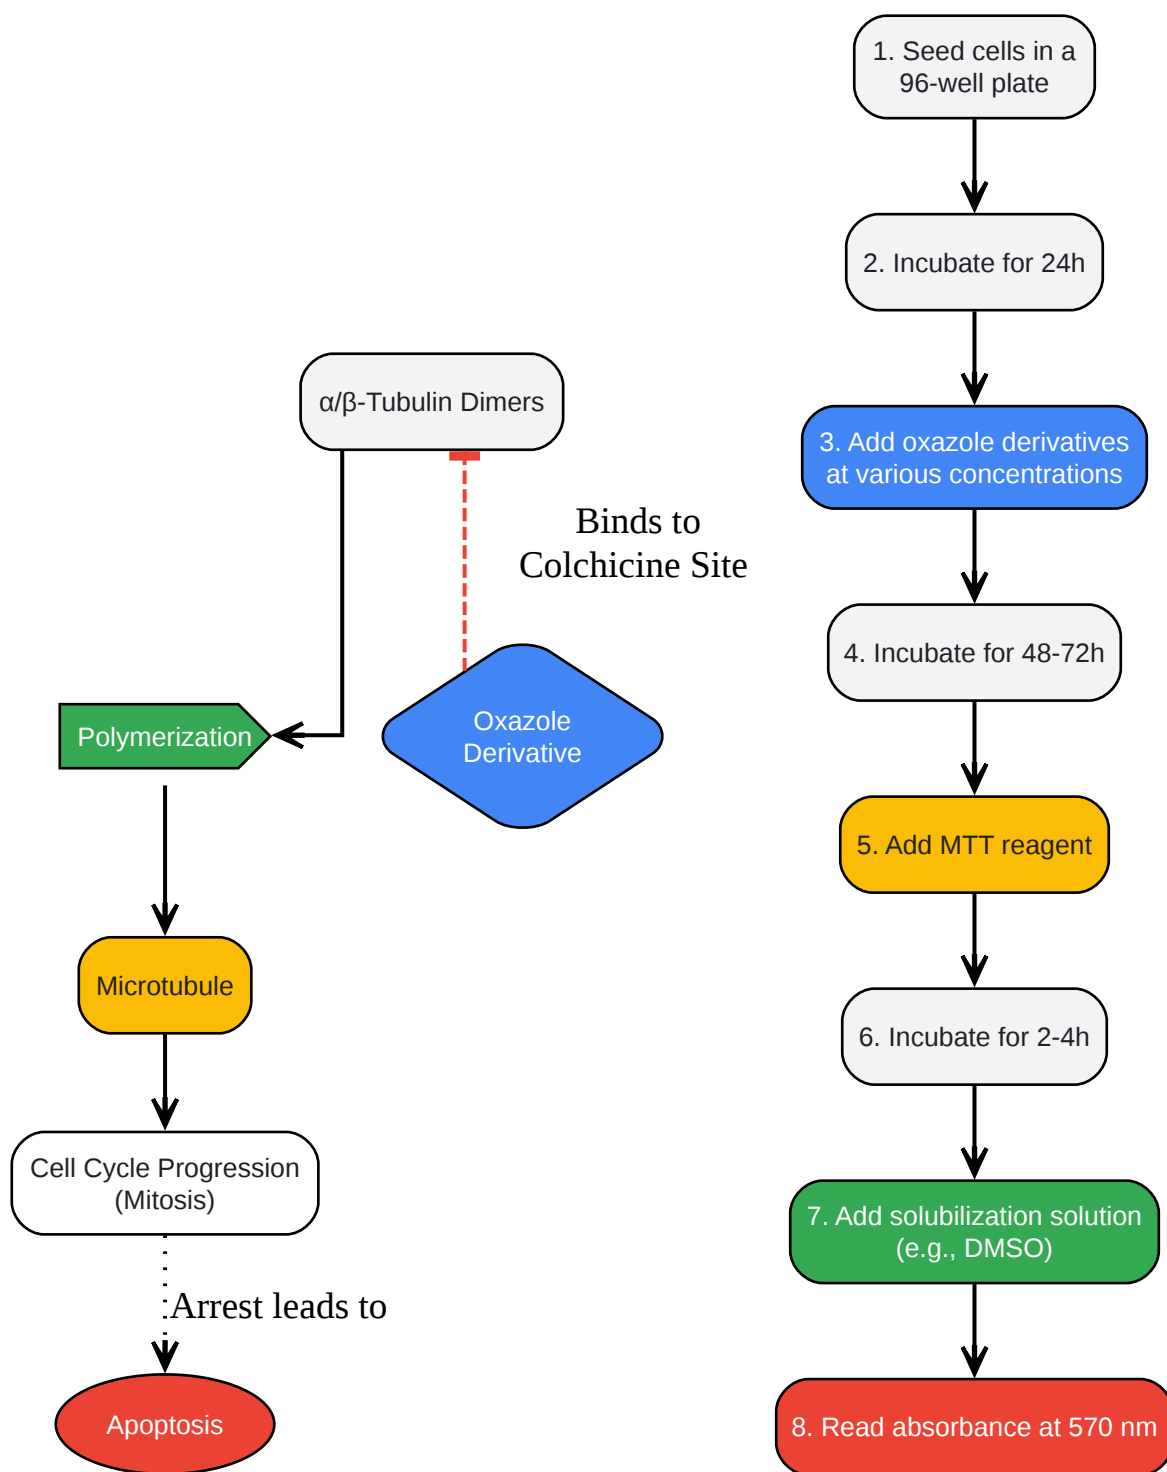 α/β-Tubulin Dimers
Binds to
Colchicine Site
Oxazole
Derivative
Polymerization
Microtubule
Cell Cycle Progression
(Mitosis)
Arrest leads to
Apoptosis
1. Seed cells in a
96-well plate
2. Incubate for 24h
3. Add oxazole derivatives
at various concentrations
4. Incubate for 48-72h
5. Add MTT reagent
6. Incubate for 2-4h
7. Add solubilization solution
(e.g., DMSO)
8. Read absorbance at 570 nm